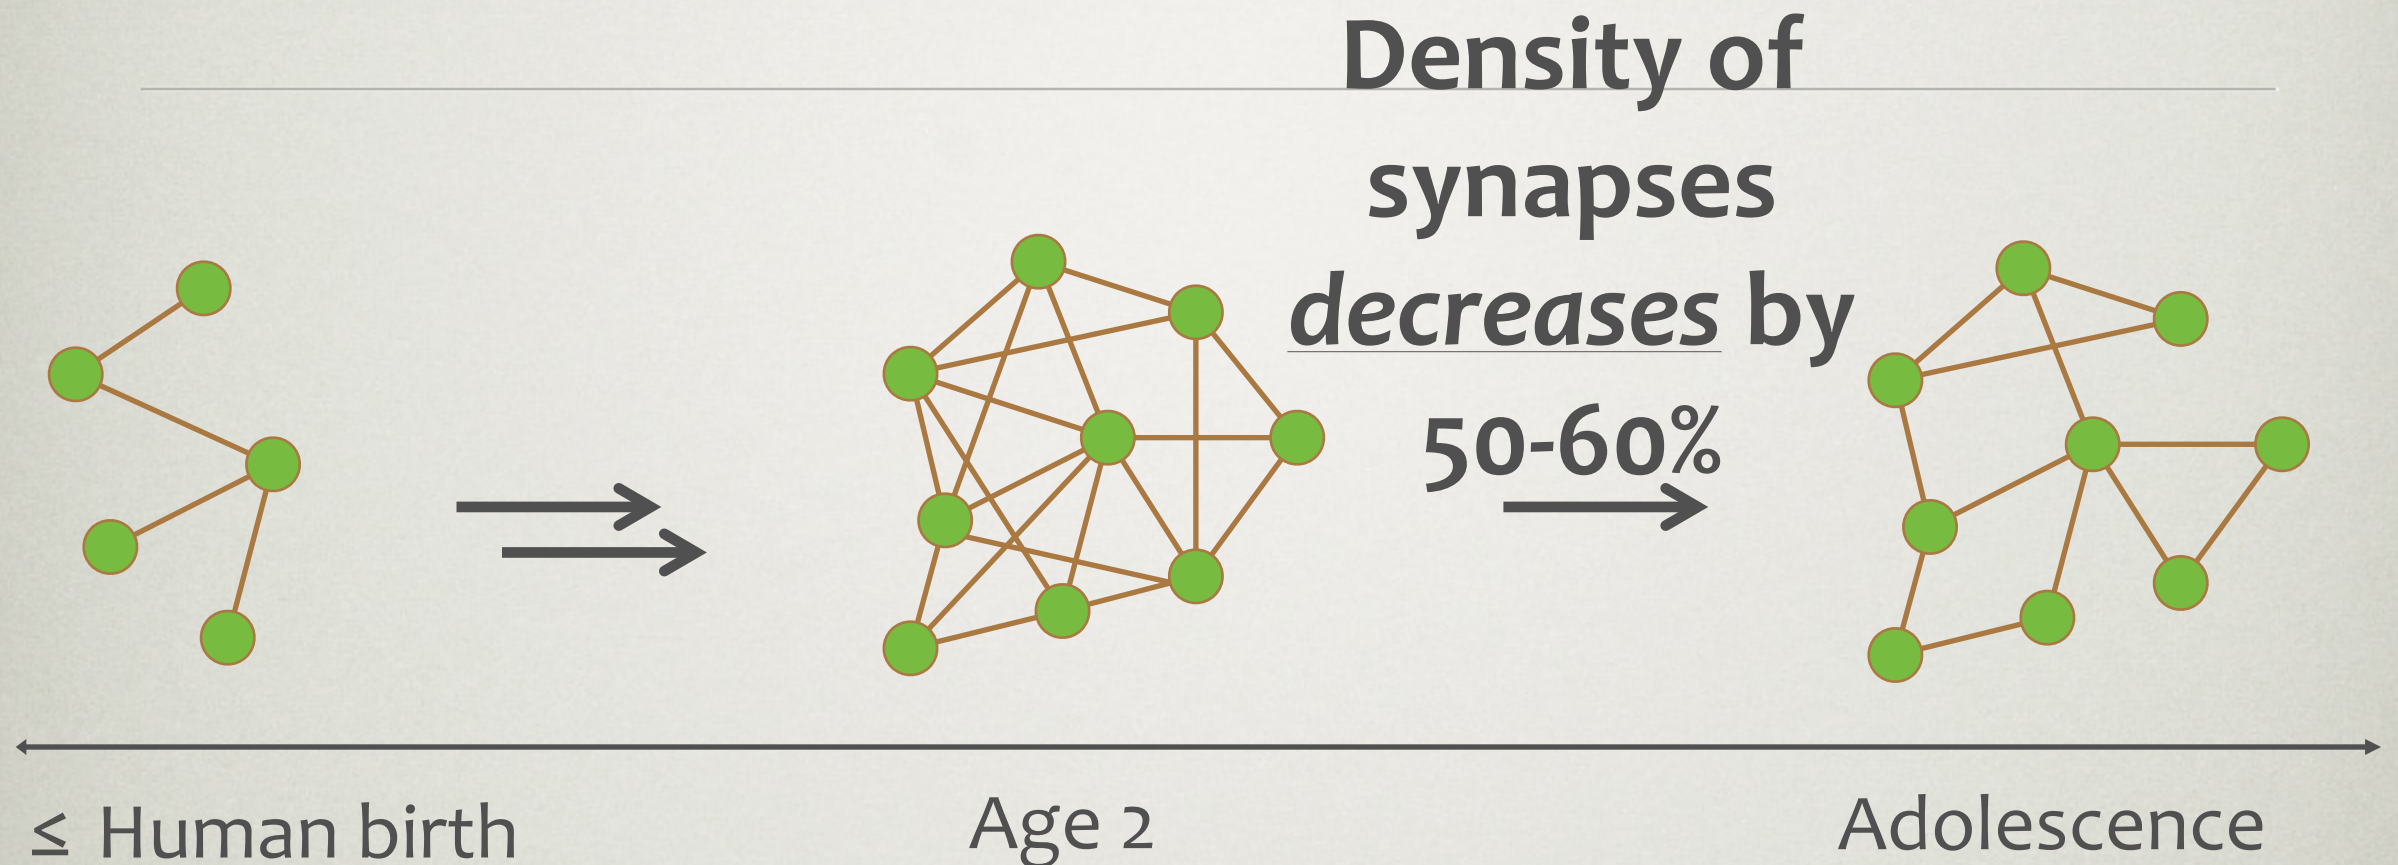 Density of
synapses
decreases by
50-60%
≤ Human birth
Age 2
Adolescence